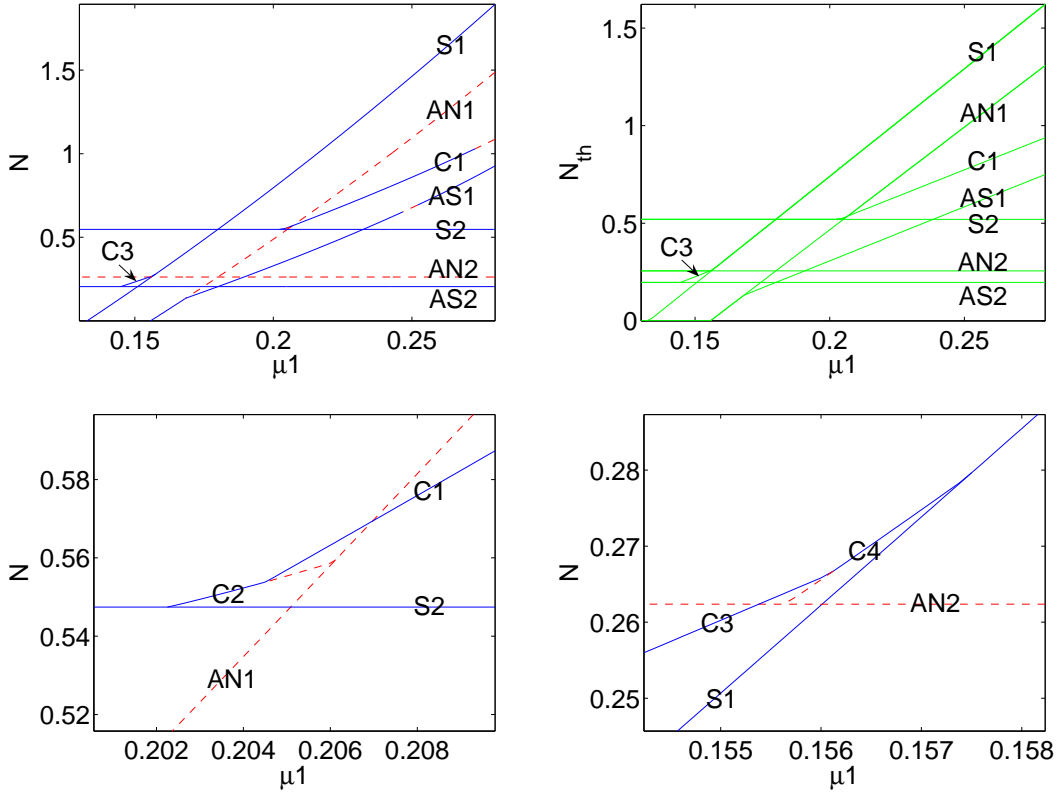 N
1.5
1
0.5
0.15
0.2
0.25
μ1
S1
AN1
C1
AS1
S2
AN2
AS2
C3
N_th
1.5
1
0.5
0
0.15
0.2
0.25
μ1
S1
AN1
C1
AS1
S2
AN2
AS2
C3
N
0.58
0.56
0.54
0.52
0.202
0.204
0.206
0.208
μ1
C1
C2
S2
AN1
N
0.28
0.27
0.26
0.25
0.155
0.156
0.157
0.158
μ1
C4
AN2
C3
S1